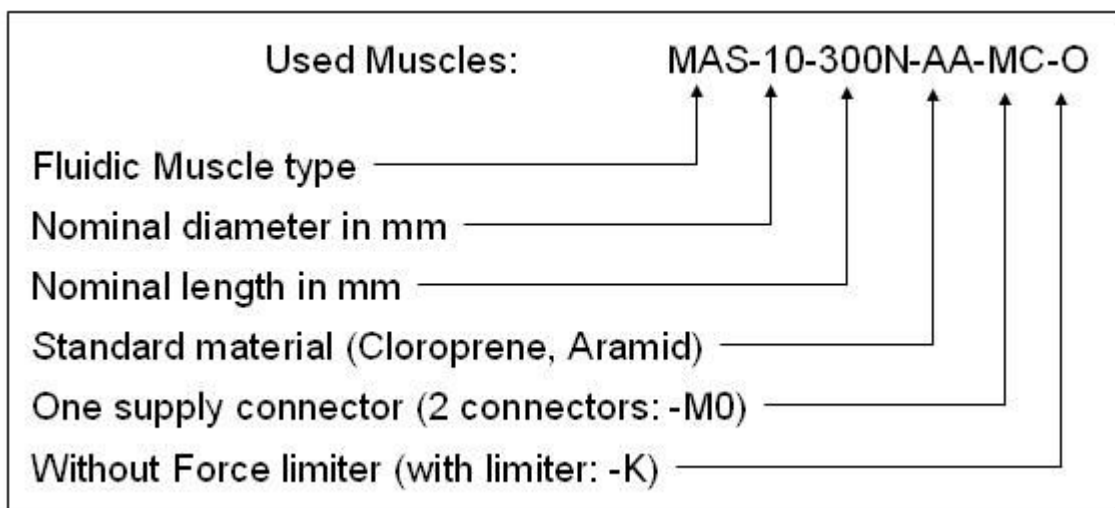 Used Muscles: MAS-10-300N-AA-MC-O
Fluidic Muscle type
Nominal diameter in mm
Nominal length in mm
Standard material (Cloroprene, Aramid)
One supply connector (2 connectors: -M0)
Without Force limiter (with limiter: -K)